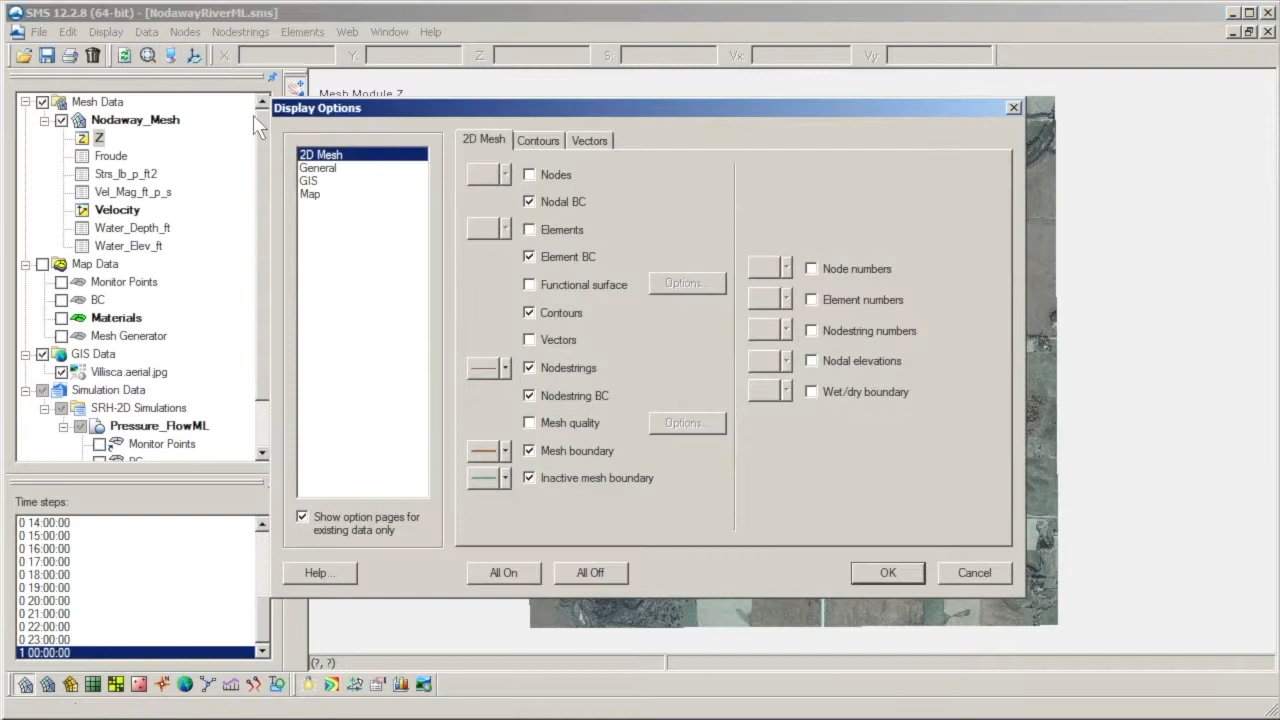 SMS 12.2.8 (64-bit) - [NodawayRiverML.sms]
File Edit Display Data Nodes Nodestrings Elements Web Window Help
X: Y: Z: S: Vx: Vy:
Mesh Data
Nodaway_Mesh
Z
Froude
Strs_lb_p_ft2
Vel_Mag_ft_p_s
Velocity
Water_Depth_ft
Water_Elev_ft
Map Data
Monitor Points
BC
Materials
Mesh Generator
GIS Data
Villisca.aerial.jpg
Simulation Data
SRH-2D Simulations
Pressure_FlowML
Monitor Points
BC
Time steps:
0 14:00:00
0 15:00:00
0 16:00:00
0 17:00:00
0 18:00:00
0 19:00:00
0 20:00:00
0 21:00:00
0 22:00:00
0 23:00:00
1 00:00:00
Mesh Module Z
Display Options
2D Mesh
General
GIS
Map
Show option pages for
existing data only
2D Mesh Contours Vectors
Nodes
Nodal BC
Elements
Element BC
Functional surface Options...
Contours
Vectors
Nodestrings
Nodestring BC
Mesh quality Options...
Mesh boundary
Inactive mesh boundary
Node numbers
Element numbers
Nodestring numbers
Nodal elevations
Wet/dry boundary
Help... All On All Off OK Cancel
(?, ?)